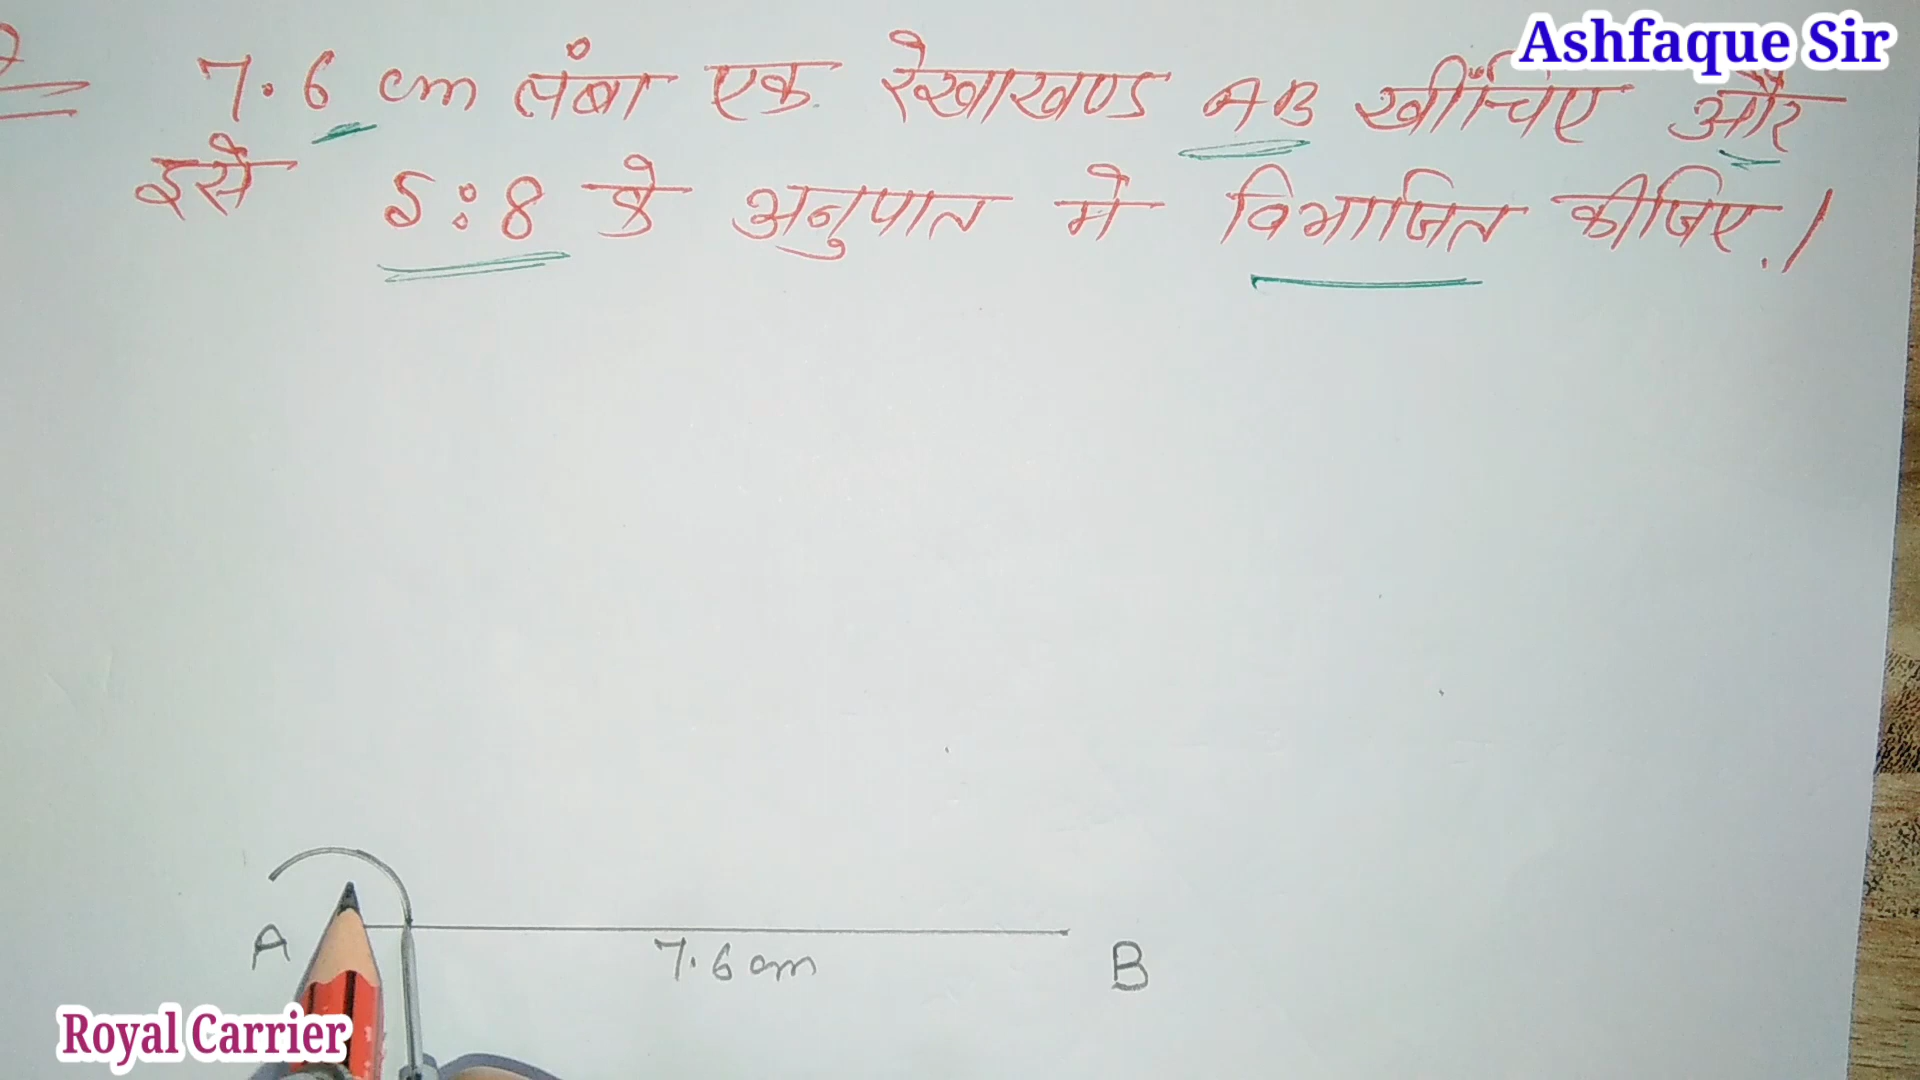 Ashfaque Sir
7.6 cm लंबा एक रेखाखण्ड AB खींचिए और
इसे 5:8 के अनुपात मे विभाजित कीजिए.।
A 7.6 cm B
Royal Carrier